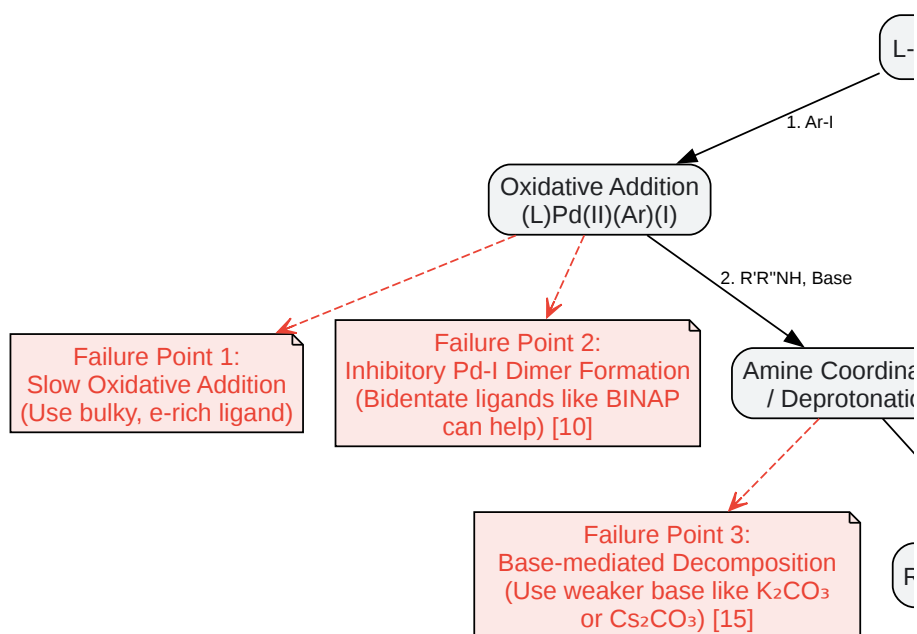 L-
1. Ar-I
Oxidative Addition
(L)Pd(II)(Ar)(I)
2. R'R"NH, Base
Failure Point 1:
Slow Oxidative Addition
(Use bulky, e-rich ligand)
Failure Point 2:
Inhibitory Pd-I Dimer Formation
(Bidentate ligands like BINAP
can help) [10]
Amine Coordina
/ Deprotonatio
Failure Point 3:
Base-mediated Decomposition
(Use weaker base like K₂CO₃
or Cs₂CO₃) [15]
R